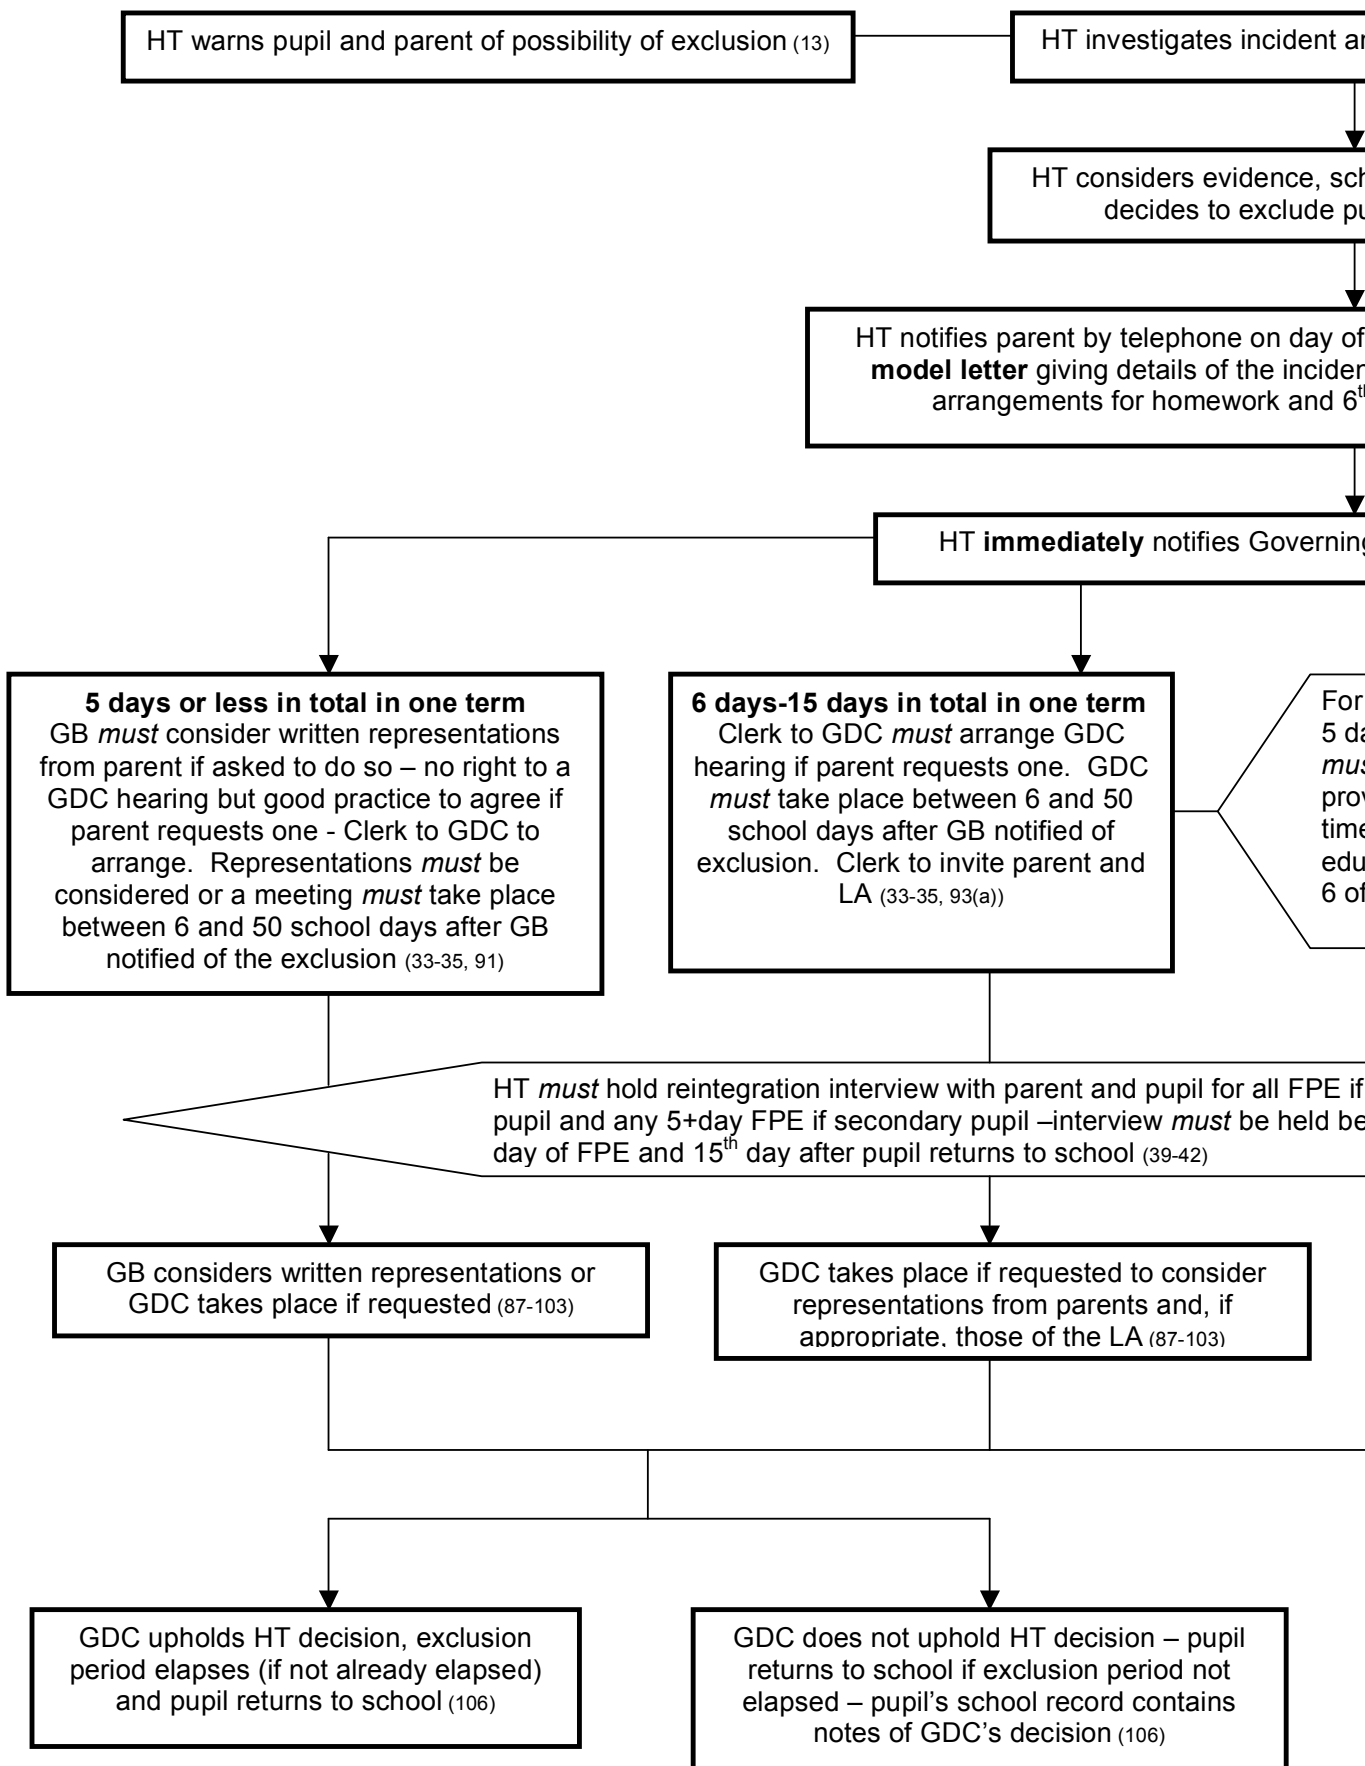 HT warns pupil and parent of possibility of exclusion (13)
HT investigates incident
HT considers evidence,
decides to exclude
HT notifies parent by telephone on day of
model letter giving details of the
arrangements for homework and 6th
HT immediately notifies
5 days or less in total in one term
GB must consider written representations
from parent if asked to do so – no right to a
GDC hearing but good practice to agree if
parent requests one - Clerk to GDC to
arrange. Representations must be
considered or a meeting must take place
between 6 and 50 school days after GB
notified of the exclusion (33-35, 91)
6 days-15 days in total in one term
Clerk to GDC must arrange GDC
hearing if parent requests one. GDC
must take place between 6 and 50
school days after GB notified of
exclusion. Clerk to invite parent and
LA (33-35, 93(a))
For
5
6
HT must hold reintegration interview with parent and pupil for all FPE if
pupil and any 5+day FPE if secondary pupil –interview must be held
day of FPE and 15th day after pupil returns to school (39-42)
GB considers written representations or
GDC takes place if requested (87-103)
GDC takes place if requested to consider
representations from parents and, if
appropriate, those of the LA (87-103)
GDC upholds HT decision, exclusion
period elapses (if not already elapsed)
and pupil returns to school (106)
GDC does not uphold HT decision – pupil
returns to school if exclusion period not
elapsed – pupil's school record contains
notes of GDC's decision (106)